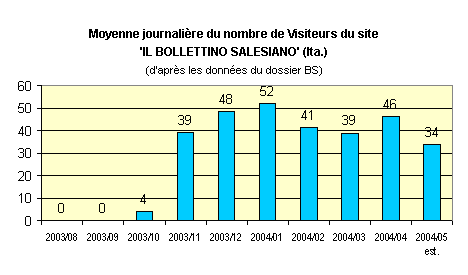 Moyenne journalière du nombre de Visiteurs du site
'IL BOLLETTINO SALESIANO' (Ita.)
(d'après les données du dossier BS)
60
50
40
30
20
10
0
0 0 4 39 48 52 41 39 46 34
2003/08 2003/09 2003/10 2003/11 2003/12 2004/01 2004/02 2004/03 2004/04 2004/05
est.